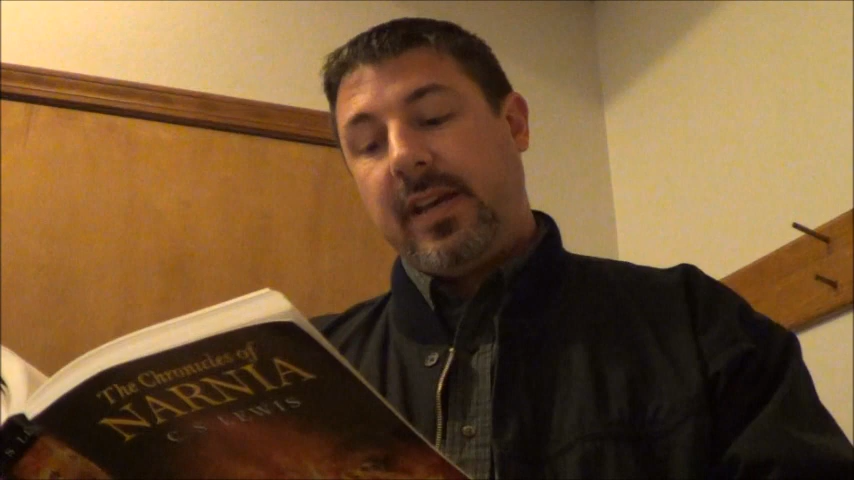 The Chronicles of
NARNIA
C. S. LEWIS